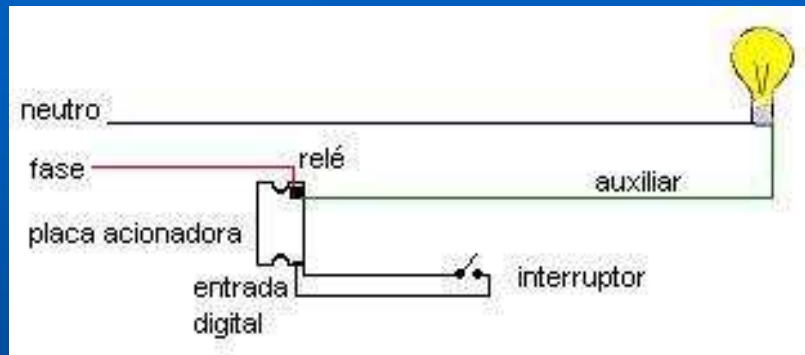 neutro
fase
relé
auxiliar
placa acionadora
entrada
digital
interruptor